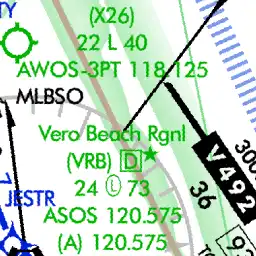 TY
(X26)
22 L 40
AWOS-3PT 118.125
MLBSO
Vero Beach Rgnl
(VRB) D ★
24 Ⓛ 73
ASOS 120.575
(A) 120.575
JESTR
V492
36
300